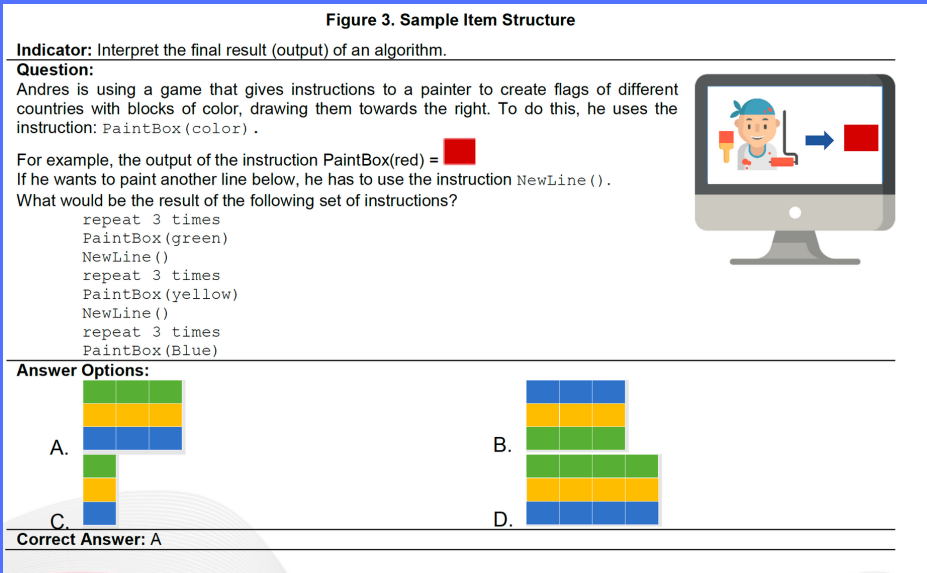 Figure 3. Sample Item Structure
Indicator: Interpret the final result (output) of an algorithm.
Question:
Andres is using a game that gives instructions to a painter to create flags of different
countries with blocks of color, drawing them towards the right. To do this, he uses the
instruction: PaintBox(color).
For example, the output of the instruction PaintBox(red) =
If he wants to paint another line below, he has to use the instruction NewLine().
What would be the result of the following set of instructions?
repeat 3 times
PaintBox(green)
NewLine()
repeat 3 times
PaintBox(yellow)
NewLine()
repeat 3 times
PaintBox(Blue)
Answer Options:
A.
B.
C.
D.
Correct Answer: A